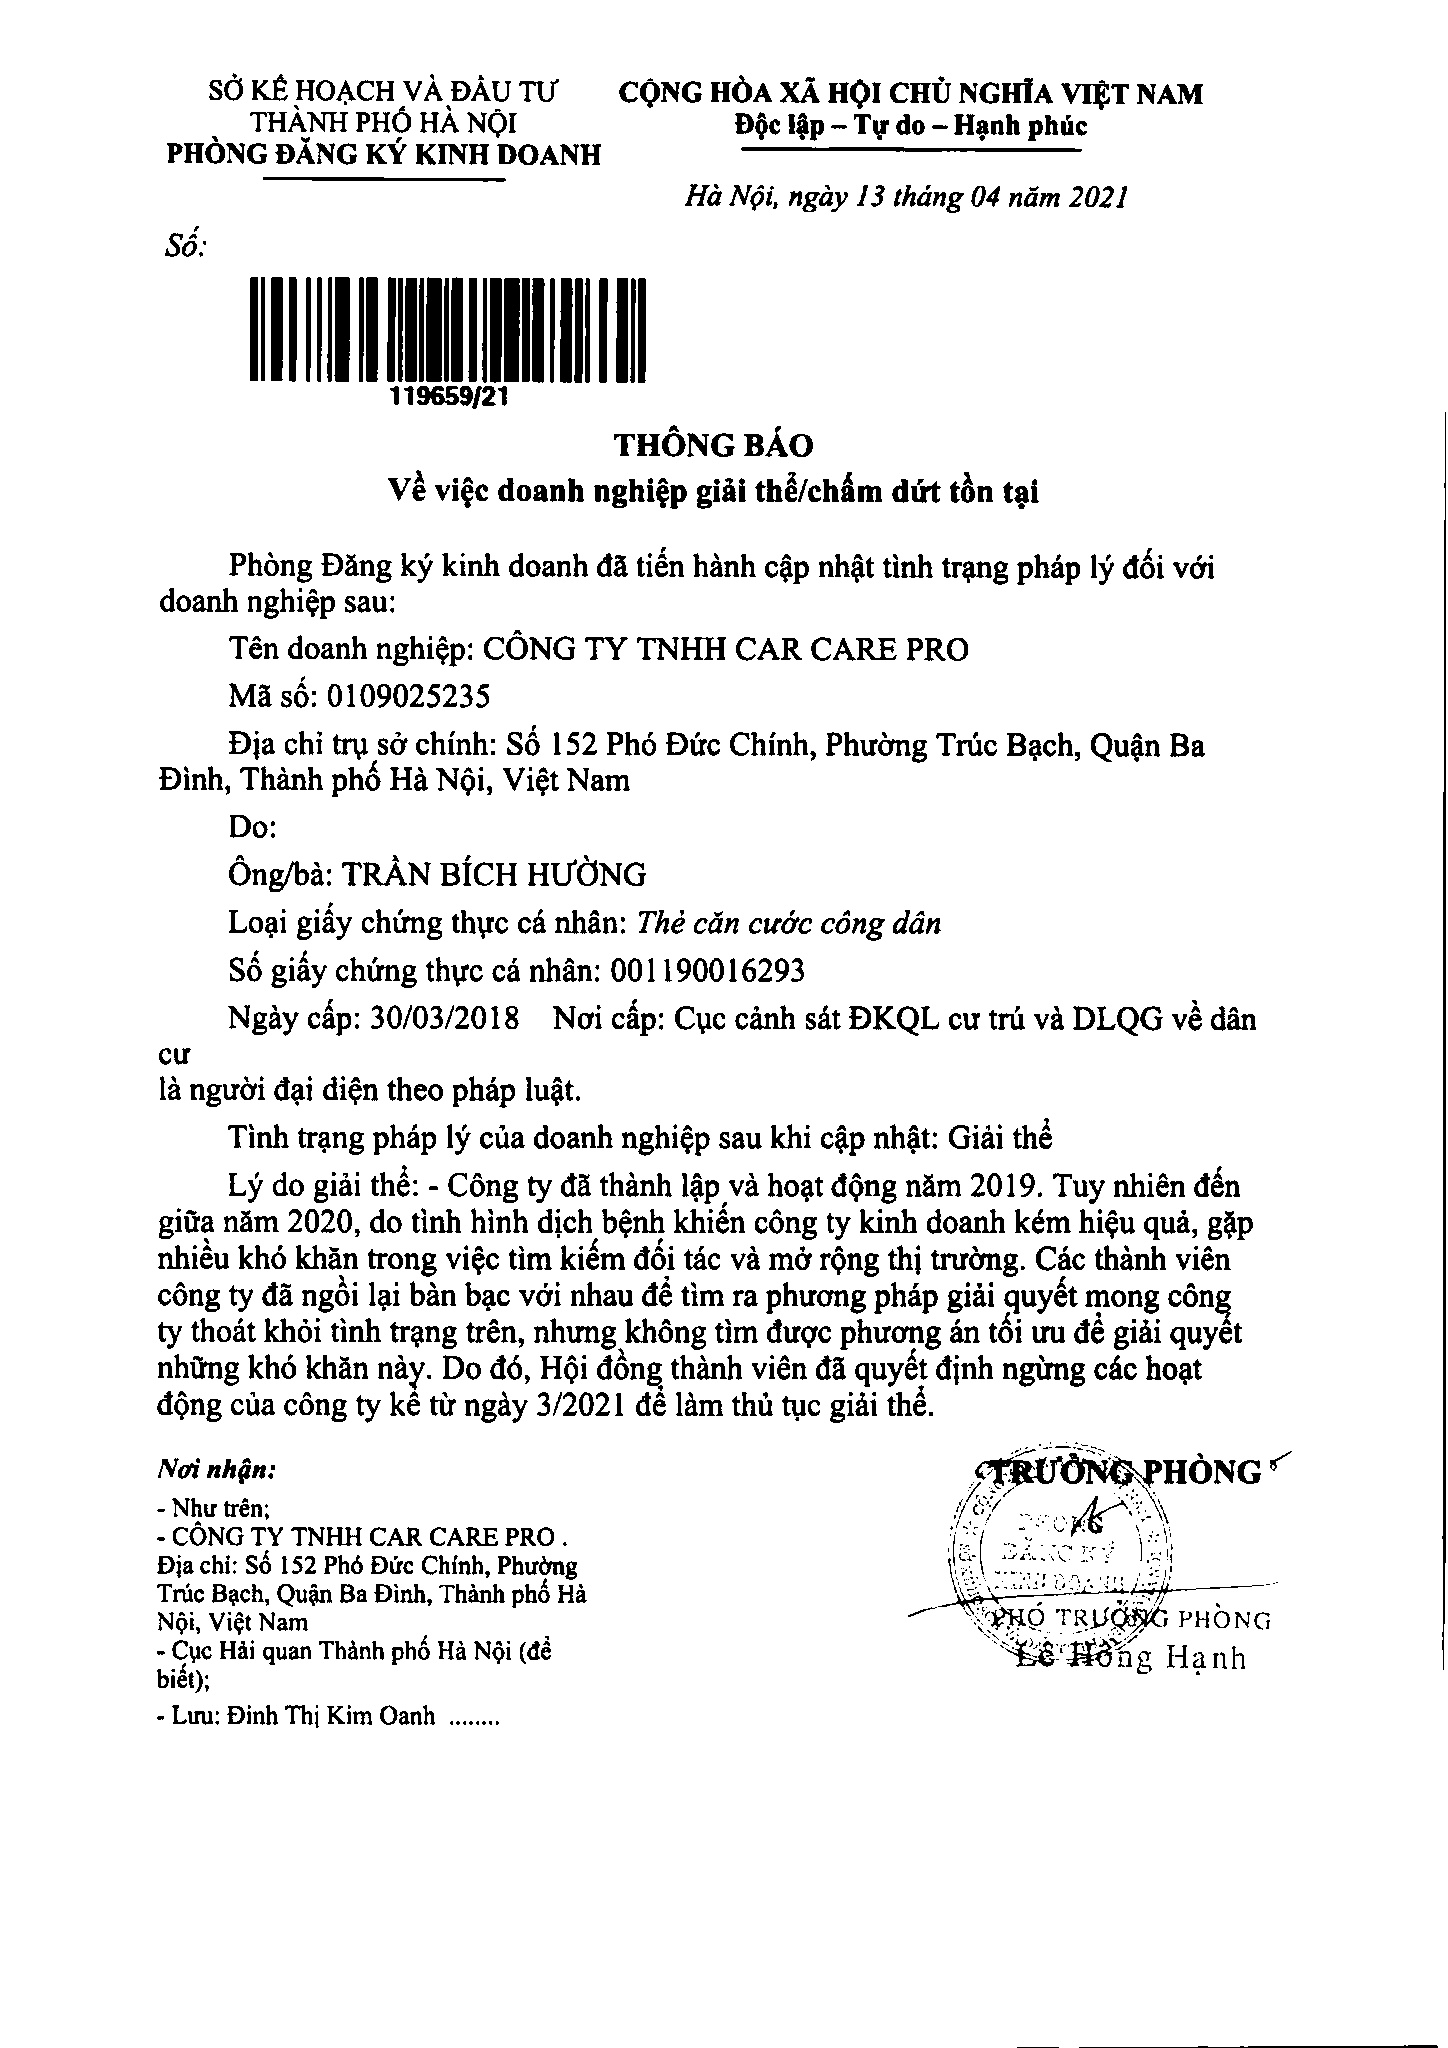 SỞ KẾ HOẠCH VÀ ĐẦU TƯ
THÀNH PHỐ HÀ NỘI
PHÒNG ĐĂNG KÝ KINH DOANH
CỘNG HÒA XÃ HỘI CHỦ NGHĨA VIỆT NAM
Độc lập – Tự do – Hạnh phúc
Hà Nội, ngày 13 tháng 04 năm 2021
Số:
119659/21
THÔNG BÁO
Về việc doanh nghiệp giải thể/chấm dứt tồn tại
Phòng Đăng ký kinh doanh đã tiến hành cập nhật tình trạng pháp lý đối với
doanh nghiệp sau:
Tên doanh nghiệp: CÔNG TY TNHH CAR CARE PRO
Mã số: 0109025235
Địa chỉ trụ sở chính: Số 152 Phó Đức Chính, Phường Trúc Bạch, Quận Ba
Đình, Thành phố Hà Nội, Việt Nam
Do:
Ông/bà: TRẦN BÍCH HƯỜNG
Loại giấy chứng thực cá nhân: Thẻ căn cước công dân
Số giấy chứng thực cá nhân: 001190016293
Ngày cấp: 30/03/2018 Nơi cấp: Cục cảnh sát ĐKQL cư trú và DLQG về dân
cư
là người đại diện theo pháp luật.
Tình trạng pháp lý của doanh nghiệp sau khi cập nhật: Giải thể
Lý do giải thể: - Công ty đã thành lập và hoạt động năm 2019. Tuy nhiên đến
giữa năm 2020, do tình hình dịch bệnh khiến công ty kinh doanh kém hiệu quả, gặp
nhiều khó khăn trong việc tìm kiếm đối tác và mở rộng thị trường. Các thành viên
công ty đã ngồi lại bàn bạc với nhau để tìm ra phương pháp giải quyết mong công
ty thoát khỏi tình trạng trên, nhưng không tìm được phương án tối ưu để giải quyết
những khó khăn này. Do đó, Hội đồng thành viên đã quyết định ngừng các hoạt
động của công ty kể từ ngày 3/2021 để làm thủ tục giải thể.
Nơi nhận:
- Như trên;
- CÔNG TY TNHH CAR CARE PRO .
Địa chỉ: Số 152 Phó Đức Chính, Phường
Trúc Bạch, Quận Ba Đình, Thành phố Hà
Nội, Việt Nam
- Cục Hải quan Thành phố Hà Nội (để
biết);
- Lưu: Đinh Thị Kim Oanh ........
TRƯỞNG PHÒNG
PHÒNG
ĐĂNG KÝ
KINH DOANH
PHÓ TRƯỞNG PHÒNG
Lê Hồng Hạnh